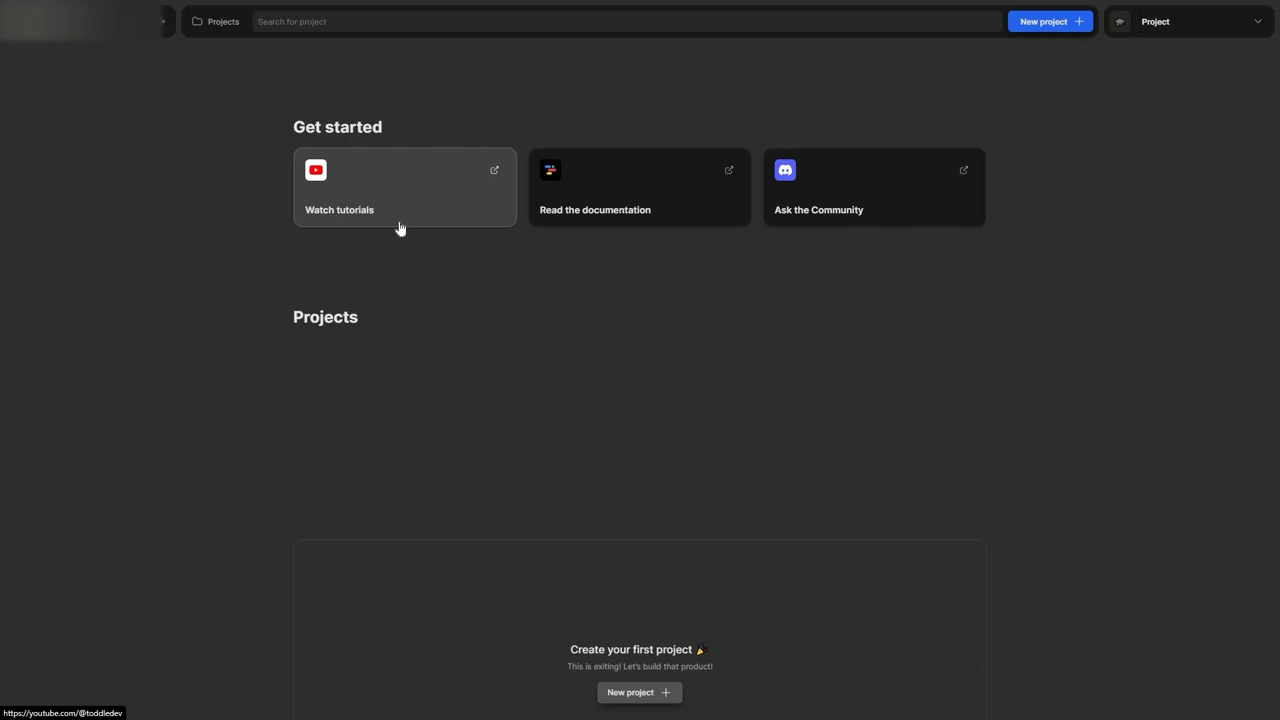 Projects
Search for project
New project
Project
Get started
Watch tutorials
Read the documentation
Ask the Community
Projects
Create your first project
This is exiting! Let's build that product!
New project
https://youtube.com/@toddledev